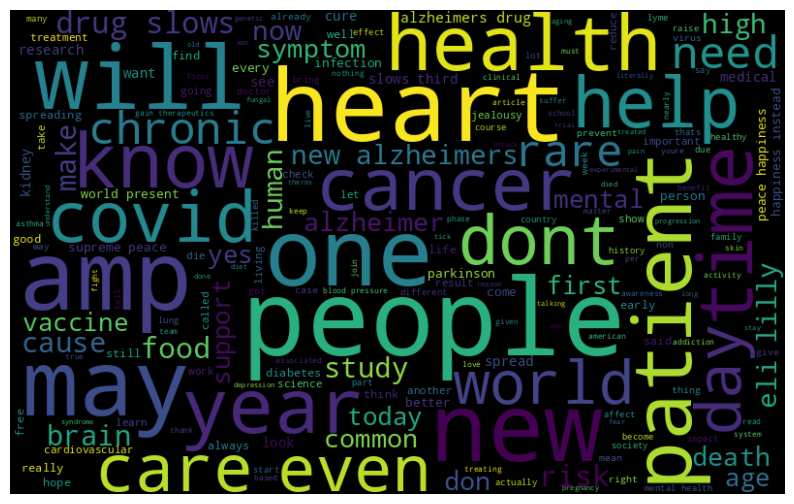 drug slows
now
alzheimers drug
health
high
need
symptom
will
heart
help
chronic
know
make
new alzheimers
rare
cancer
mental
human
covid
world present
alzheimer
supreme peace
yes
one
dont
patient
daytime
amp
people
parkinson
first
vaccine
cause
food
support
study
world
may
year
new
today
common
brain
care even
don
risk
death
age
eli lilly
peace happiness
happiness instead
kidney
spreading
research
treatment
many
genetic
already
cure
effect
well
find
infection
want
every
see
going
doctor
bring
nothing
fungal
old
war
focus
slows third
lot
clinical
article
suffer
school
trial
jealousy
course
prevent
treated
pain
medical
reduce
virus
raise
lyme
aging
must
literally
say
nearly
important
healthy
thats
youre
due
week
take
good
die
living
killed
keep
let
check
theres
life
experimental
died
benefit
matter
person
show
family
skin
country
per
phase
tick
history
non
activity
progression
asthma
understand
way
fight
tell
called
lung
still
true
done
diet
join
case
blood pressure
different
result
reason
come
talking
early
awareness
long
got
work
given
american
run
associated
diabetes
science
depression
love
part
think
another
better
spread
affect
society
mean
become
said
addiction
stay
give
thing
read
system
impact
fear
right
free
syndrome
learn
thank
team
always
look
cardiovascular
really
hope
start
based
actually
treating
pregnancy
mental health